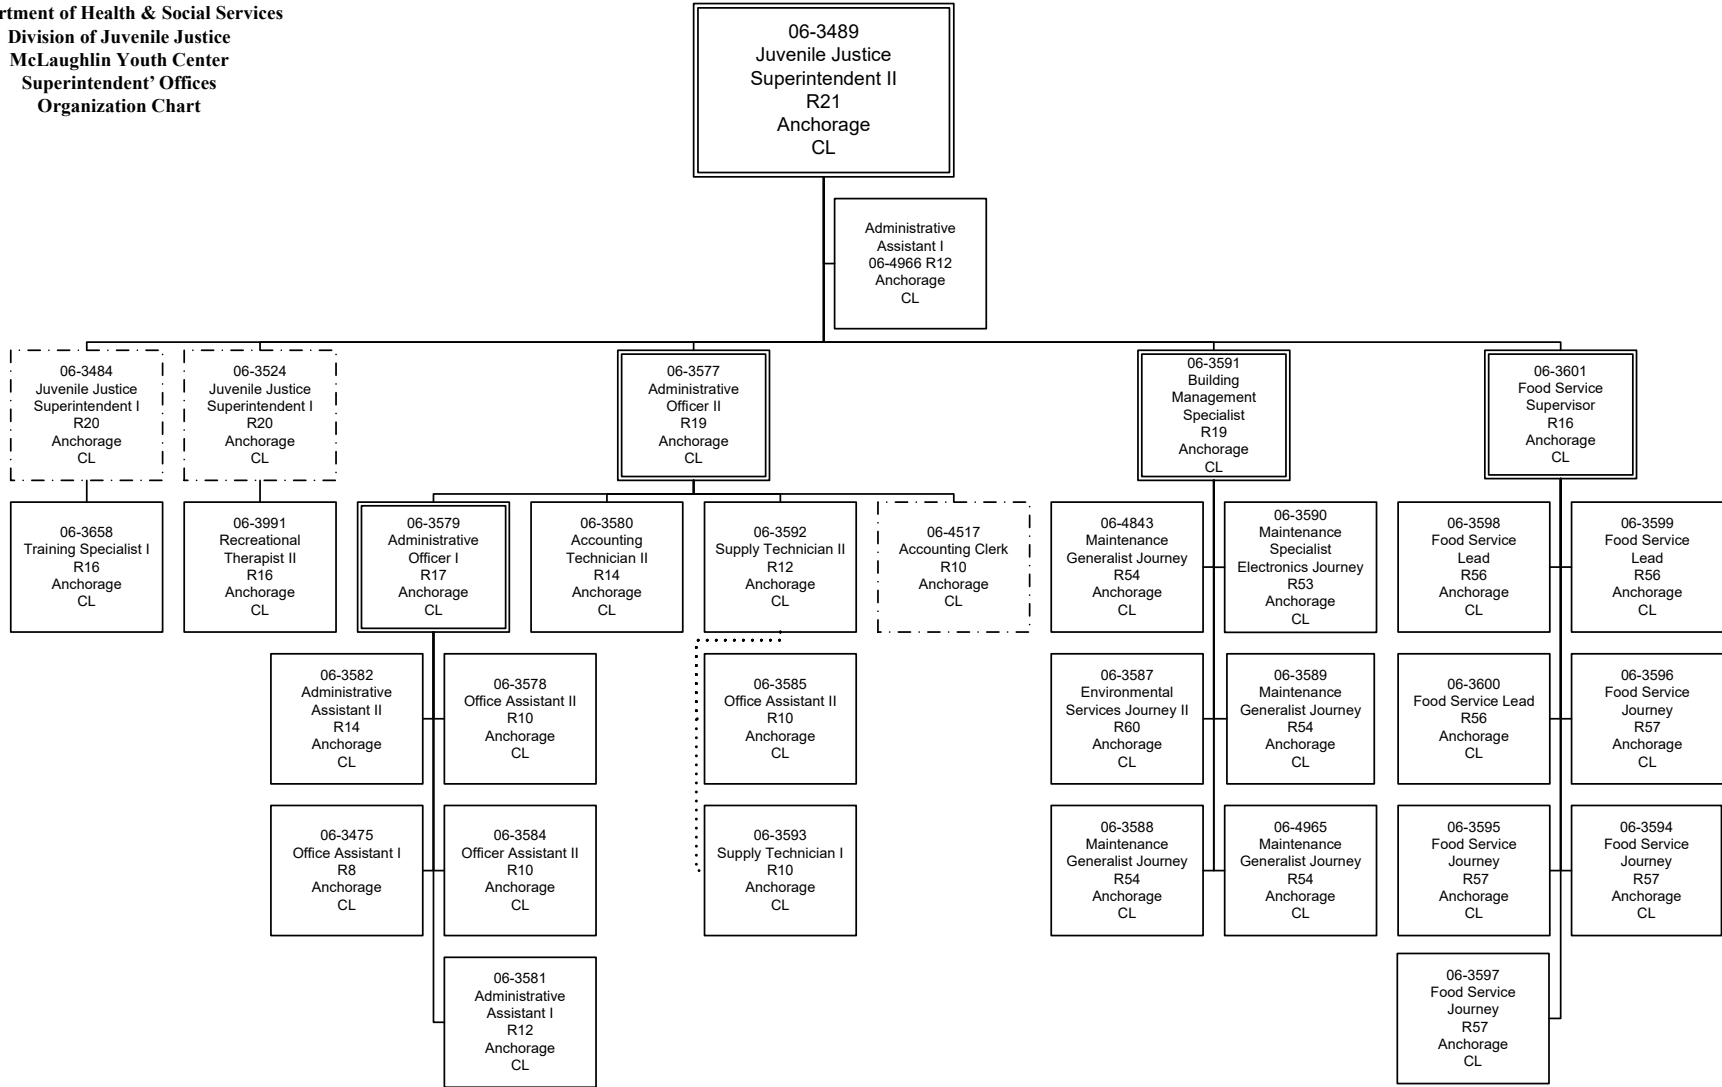 rtment of Health & Social Services
Division of Juvenile Justice
McLaughlin Youth Center
Superintendent' Offices
Organization Chart
06-3489
Juvenile Justice
Superintendent II
R21
Anchorage
CL
Administrative
Assistant I
06-4966 R12
Anchorage
CL
06-3484
Juvenile Justice
Superintendent I
R20
Anchorage
CL
06-3524
Juvenile Justice
Superintendent I
R20
Anchorage
CL
06-3577
Administrative
Officer II
R19
Anchorage
CL
06-3591
Building
Management
Specialist
R19
Anchorage
CL
06-3601
Food Service
Supervisor
R16
Anchorage
CL
06-3658
Training Specialist I
R16
Anchorage
CL
06-3991
Recreational
Therapist II
R16
Anchorage
CL
06-3579
Administrative
Officer I
R17
Anchorage
CL
06-3580
Accounting
Technician II
R14
Anchorage
CL
06-3592
Supply Technician II
R12
Anchorage
CL
06-4517
Accounting Clerk
R10
Anchorage
CL
06-4843
Maintenance
Generalist Journey
R54
Anchorage
CL
06-3590
Maintenance
Specialist
Electronics Journey
R53
Anchorage
CL
06-3598
Food Service
Lead
R56
Anchorage
CL
06-3599
Food Service
Lead
R56
Anchorage
CL
06-3582
Administrative
Assistant II
R14
Anchorage
CL
06-3578
Office Assistant II
R10
Anchorage
CL
06-3585
Office Assistant II
R10
Anchorage
CL
06-3587
Environmental
Services Journey II
R60
Anchorage
CL
06-3589
Maintenance
Generalist Journey
R54
Anchorage
CL
06-3600
Food Service Lead
R56
Anchorage
CL
06-3596
Food Service
Journey
R57
Anchorage
CL
06-3475
Office Assistant I
R8
Anchorage
CL
06-3584
Officer Assistant II
R10
Anchorage
CL
06-3593
Supply Technician I
R10
Anchorage
CL
06-3588
Maintenance
Generalist Journey
R54
Anchorage
CL
06-4965
Maintenance
Generalist Journey
R54
Anchorage
CL
06-3595
Food Service
Journey
R57
Anchorage
CL
06-3594
Food Service
Journey
R57
Anchorage
CL
06-3581
Administrative
Assistant I
R12
Anchorage
CL
06-3597
Food Service
Journey
R57
Anchorage
CL